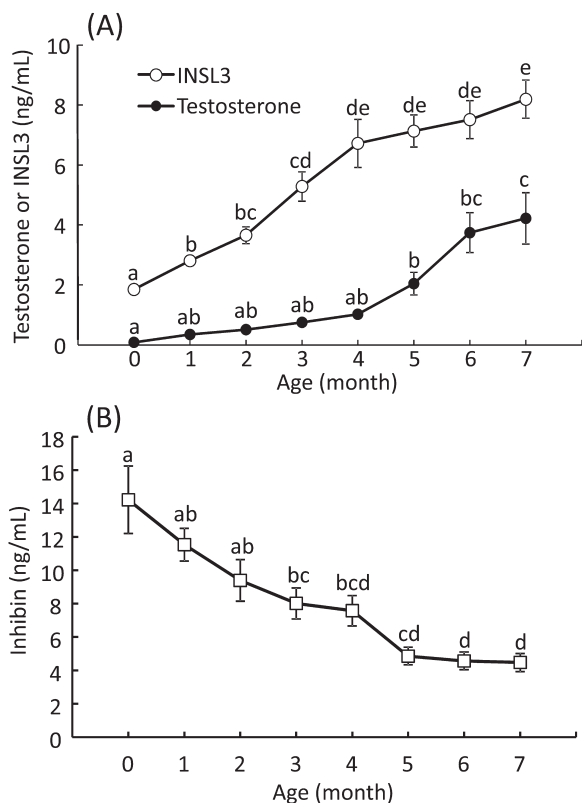 (A)
Testosterone or INSL3 (ng/mL)
INSL3
Testosterone
10
8
6
4
2
0
a
b
bc
cd
de
de
de
e
a
ab
ab
ab
ab
b
bc
c
0 1 2 3 4 5 6 7
Age (month)
(B)
Inhibin (ng/mL)
18
16
14
12
10
8
6
4
2
0
a
ab
ab
bc
bcd
cd
d
d
0 1 2 3 4 5 6 7
Age (month)